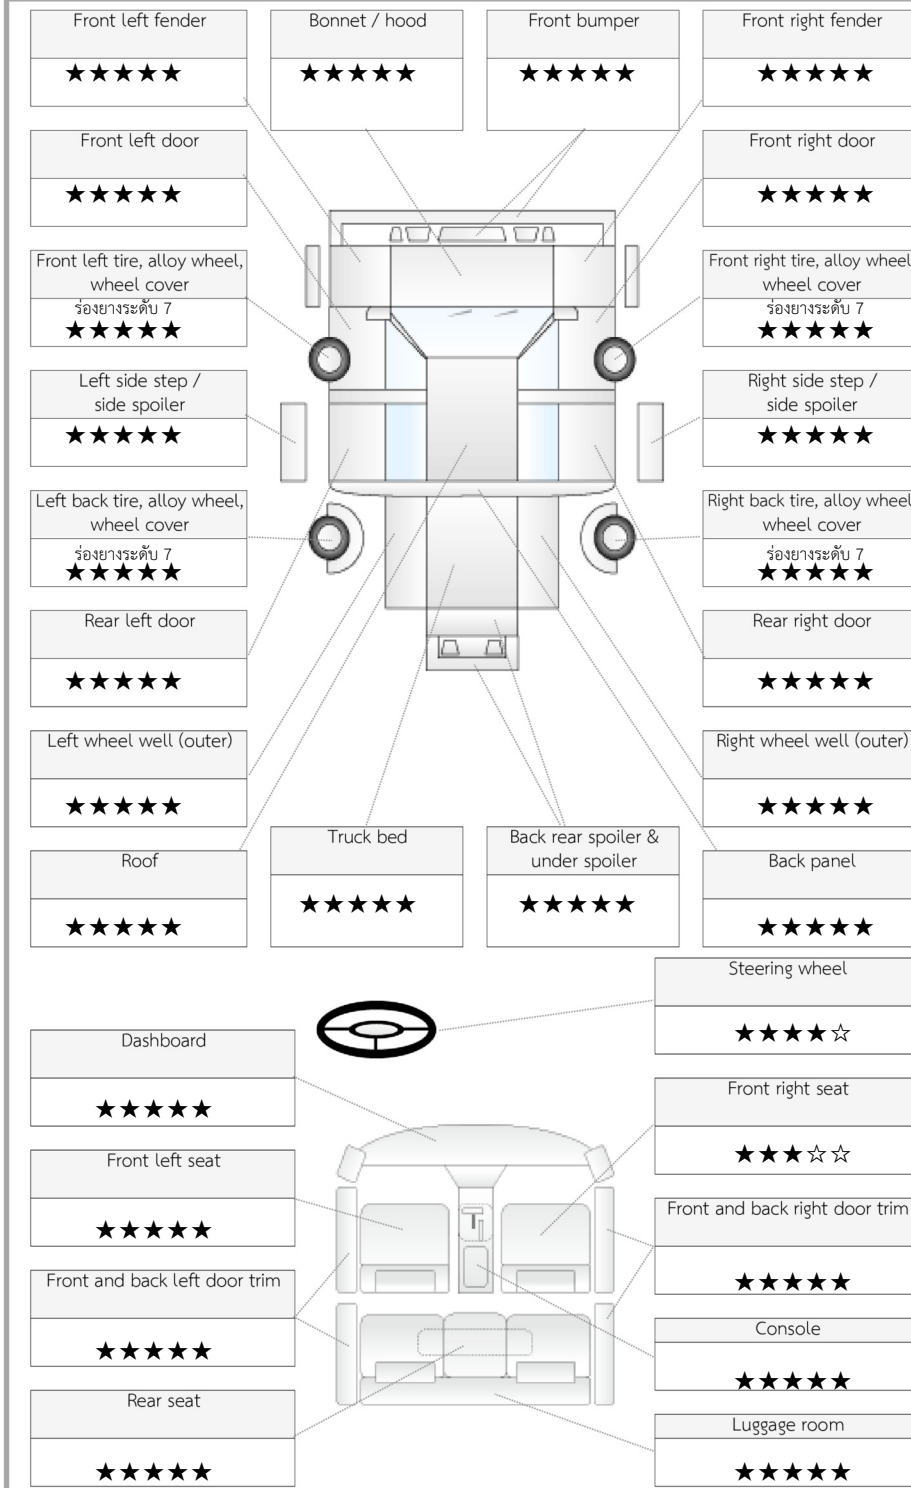 Front left fender
★★★★★
Bonnet / hood
★★★★★
Front bumper
★★★★★
Front right fender
★★★★★
Front left door
★★★★★
Front right door
★★★★★
Front left tire, alloy wheel,
wheel cover
ร่องยางระดับ 7
★★★★★
Front right tire, alloy wheel
wheel cover
ร่องยางระดับ 7
★★★★★
Left side step /
side spoiler
★★★★★
Right side step /
side spoiler
★★★★★
Left back tire, alloy wheel,
wheel cover
ร่องยางระดับ 7
★★★★★
Right back tire, alloy wheel
wheel cover
ร่องยางระดับ 7
★★★★★
Rear left door
★★★★★
Rear right door
★★★★★
Left wheel well (outer)
★★★★★
Right wheel well (outer)
★★★★★
Roof
★★★★★
Truck bed
★★★★★
Back rear spoiler &
under spoiler
★★★★★
Back panel
★★★★★
Steering wheel
★★★★☆
Dashboard
★★★★★
Front right seat
★★★☆☆
Front left seat
★★★★★
Front and back right door trim
★★★★★
Front and back left door trim
★★★★★
Console
★★★★★
Rear seat
★★★★★
Luggage room
★★★★★